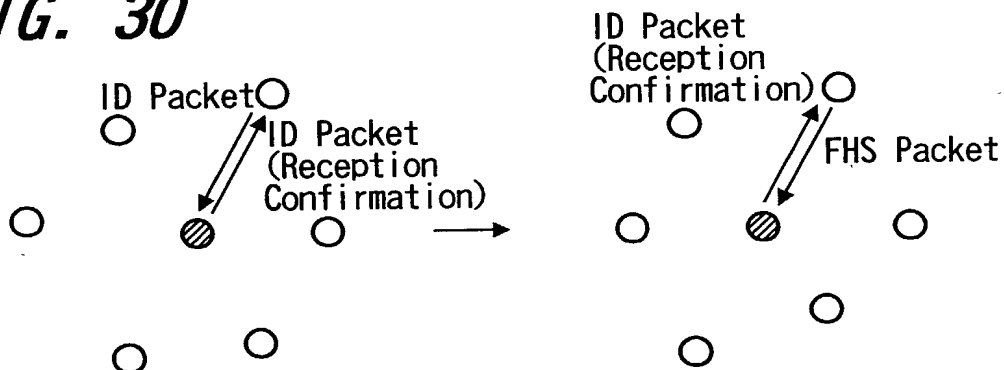 IG. 30
ID Packet
ID Packet
(Reception
Confirmation)
ID Packet
(Reception
Confirmation)
FHS Packet